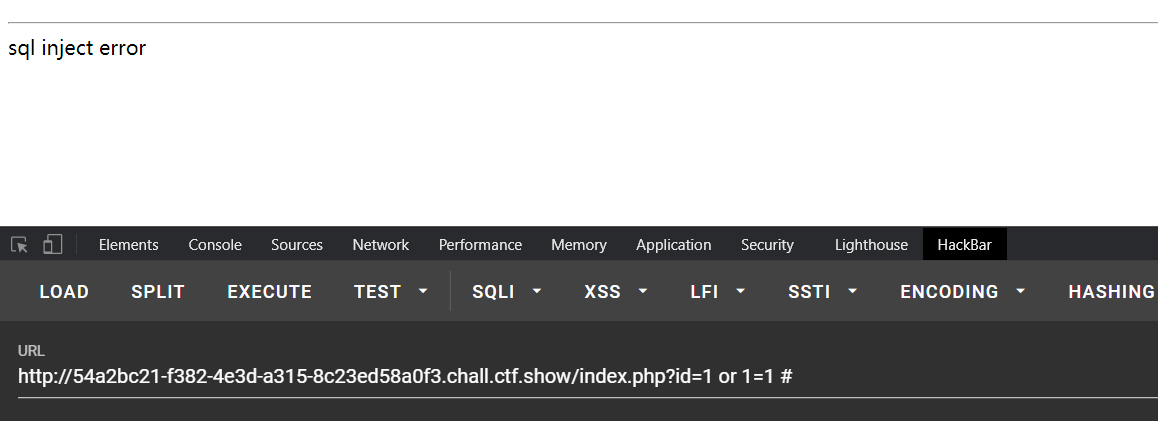 sql inject error
Elements Console Sources Network Performance Memory Application Security Lighthouse HackBar
LOAD SPLIT EXECUTE TEST SQLI XSS LFI SSTI ENCODING HASHING
URL
http://54a2bc21-f382-4e3d-a315-8c23ed58a0f3.chall.ctf.show/index.php?id=1 or 1=1 #